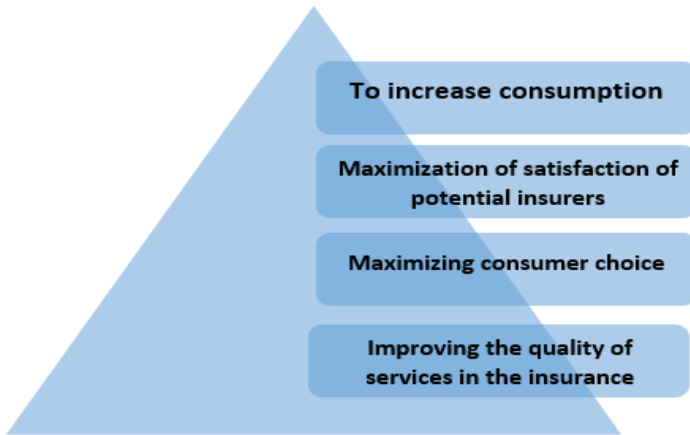 To increase consumption
Maximization of satisfaction of
potential insurers
Maximizing consumer choice
Improving the quality of
services in the insurance